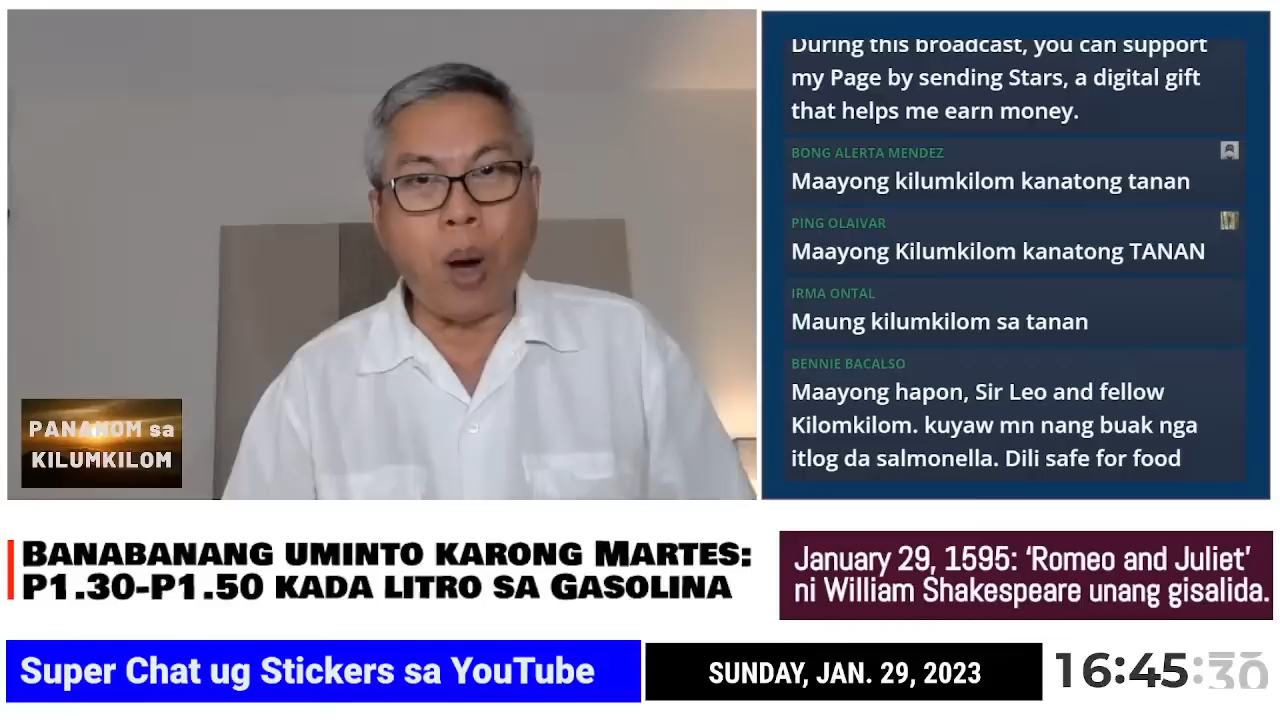 During this broadcast, you can support
my Page by sending Stars, a digital gift
that helps me earn money.
BONG ALERTA MENDEZ
Maayong kilumkilom kanatong tanan
PING OLAIVAR
Maayong Kilumkilom kanatong TANAN
IRMA ONTAL
Maung kilumkilom sa tanan
BENNIE BACALSO
Maayong hapon, Sir Leo and fellow
Kilomkilom. kuyaw mn nang buak nga
itlog da salmonella. Dili safe for food
PANAHOM sa
KILUMKILOM
BANABANANG UMINTO KARONG MARTES:
P1.30-P1.50 KADA LITRO SA GASOLINA
January 29, 1595: ‘Romeo and Juliet’
ni William Shakespeare unang gisalida.
Super Chat ug Stickers sa YouTube
SUNDAY, JAN. 29, 2023
16:45:30